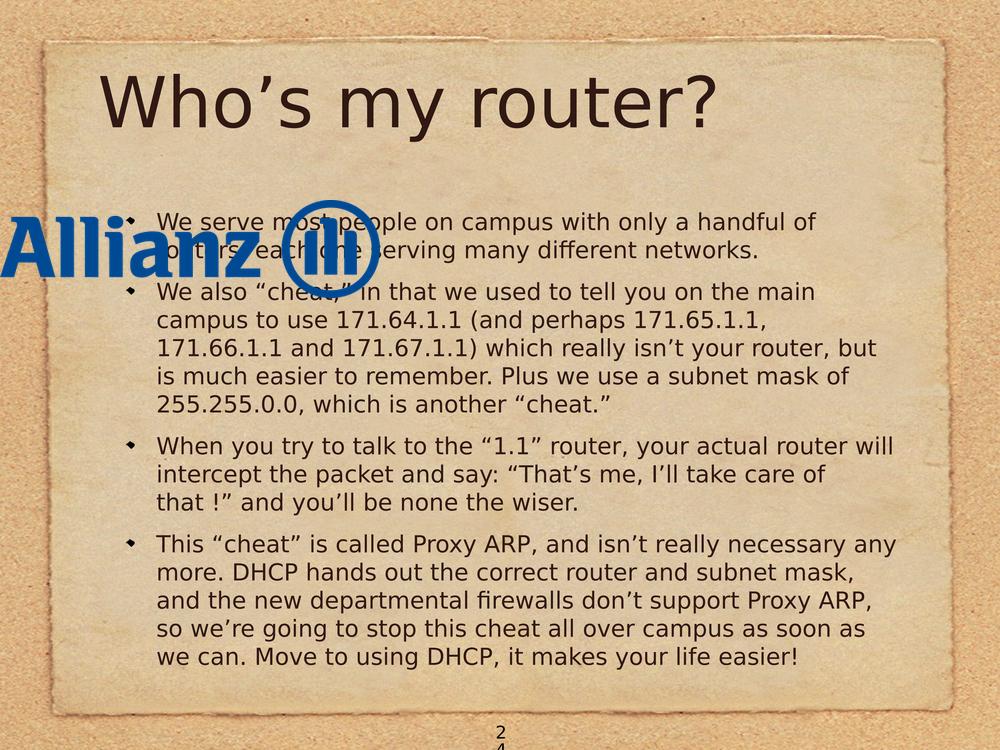 Who’s my router?
We serve most people on campus with only a handful of
routers, each one serving many different networks.
Allianz
We also “cheat,” in that we used to tell you on the main
campus to use 171.64.1.1 (and perhaps 171.65.1.1,
171.66.1.1 and 171.67.1.1) which really isn’t your router, but
is much easier to remember. Plus we use a subnet mask of
255.255.0.0, which is another “cheat.”
When you try to talk to the “1.1” router, your actual router will
intercept the packet and say: “That’s me, I’ll take care of
that !” and you’ll be none the wiser.
This “cheat” is called Proxy ARP, and isn’t really necessary any
more. DHCP hands out the correct router and subnet mask,
and the new departmental firewalls don’t support Proxy ARP,
so we’re going to stop this cheat all over campus as soon as
we can. Move to using DHCP, it makes your life easier!
2
4